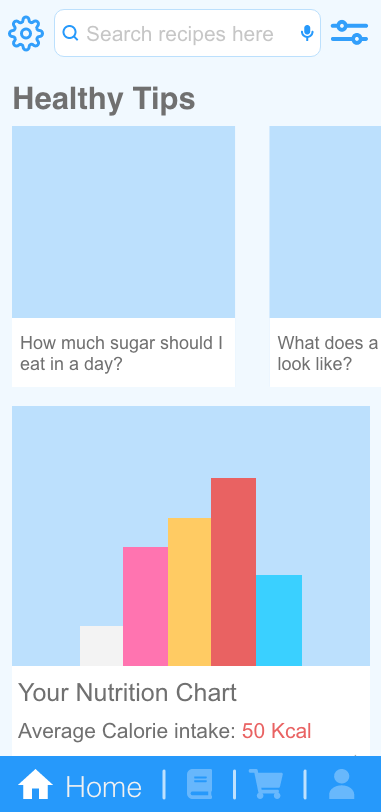 Search recipes here
Healthy Tips
How much sugar should I
eat in a day?
What does a
look like?
Your Nutrition Chart
Average Calorie intake: 50 Kcal
Home